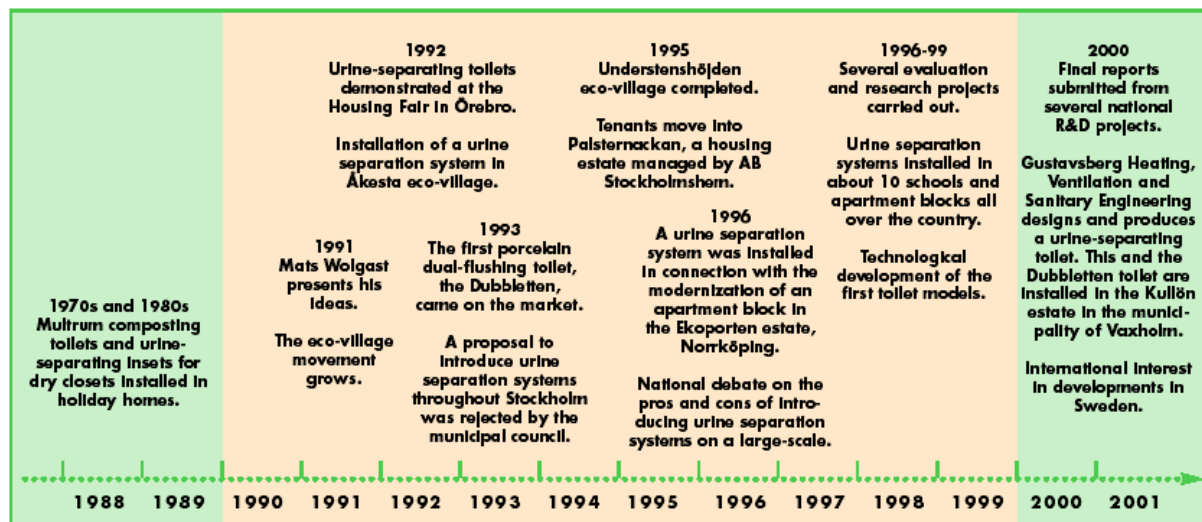 1970s and 1980s
Multrum composting
toilets and urine-
separating insets for
dry closets installed in
holiday homes.
1991
Mats Wolgast
presents his
ideas.
The eco-village
movement
grows.
1992
Urine-separating toilets
demonstrated at the
Housing Fair in Örebro.
Installation of a urine
separation system in
Åkesta eco-village.
1993
The first porcelain
dual-flushing toilet,
the Dubbletten,
came on the market.
A proposal to
introduce urine
separation systems
throughout Stockholm
was rejected by the
municipal council.
1995
Understenshöjden
eco-village completed.
Tenants move into
Palsternackan, a housing
estate managed by AB
Stockholmshem.
1996
A urine separation
system was installed
in connection with the
modernization of an
apartment block in
the Ekoporten estate,
Norrköping.
National debate on the
pros and cons of intro-
ducing urine separation
systems on a large-scale.
1996-99
Several evaluation
and research projects
carried out.
Urine separation
systems installed in
about 10 schools and
apartment blocks all
over the country.
Technological
development of the
first toilet models.
2000
Final reports
submitted from
several national
R&D projects.
Gustavsberg Heating,
Ventilation and
Sanitary Engineering
designs and produces
a urine-separating
toilet. This and the
Dubbletten toilet are
installed in the Kullön
estate in the munici-
pality of Vaxholm.
International interest
in developments in
Sweden.
1988 1989 1990 1991 1992 1993 1994 1995 1996 1997 1998 1999 2000 2001